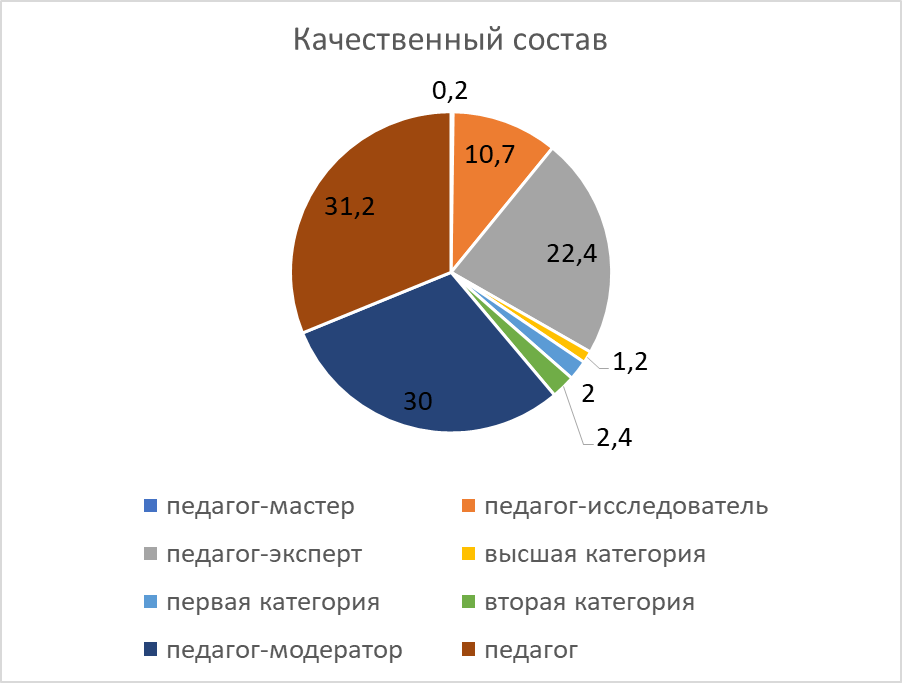 Качественный состав
0,2
10,7
31,2
22,4
1,2
2
30
2,4
педагог-мастер
педагог-исследователь
педагог-эксперт
высшая категория
первая категория
вторая категория
педагог-модератор
педагог